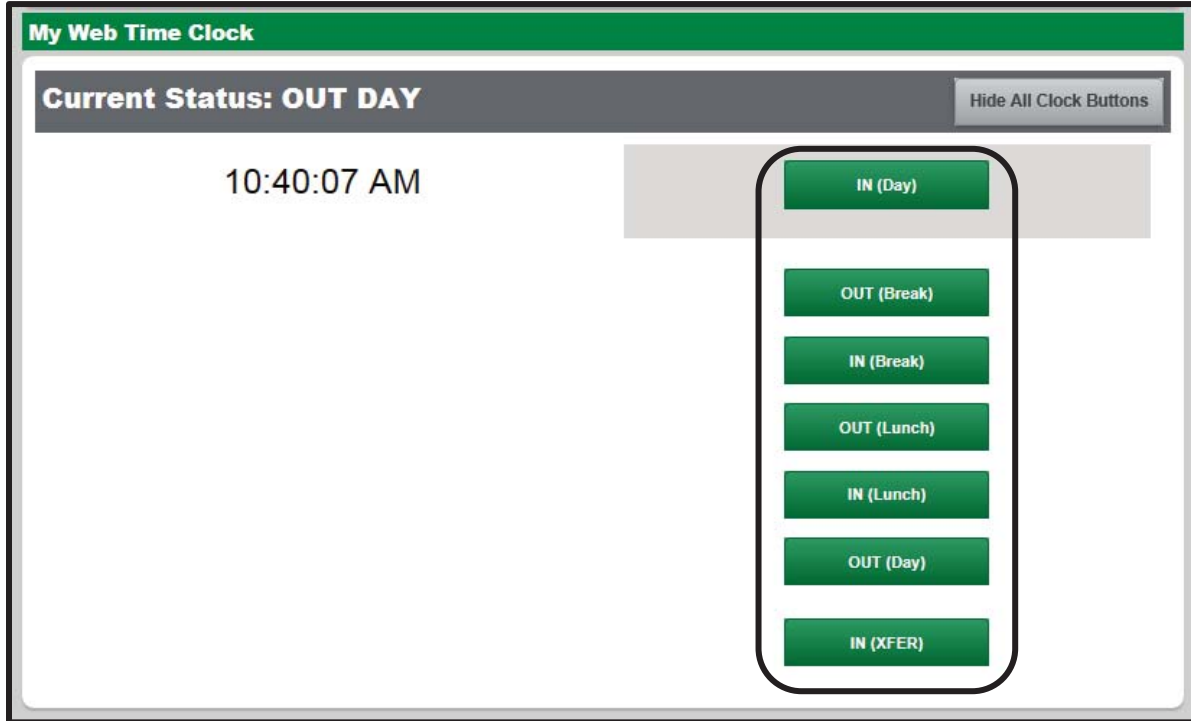 My Web Time Clock
Current Status: OUT DAY
Hide All Clock Buttons
10:40:07 AM
IN (Day)
OUT (Break)
IN (Break)
OUT (Lunch)
IN (Lunch)
OUT (Day)
IN (XFER)